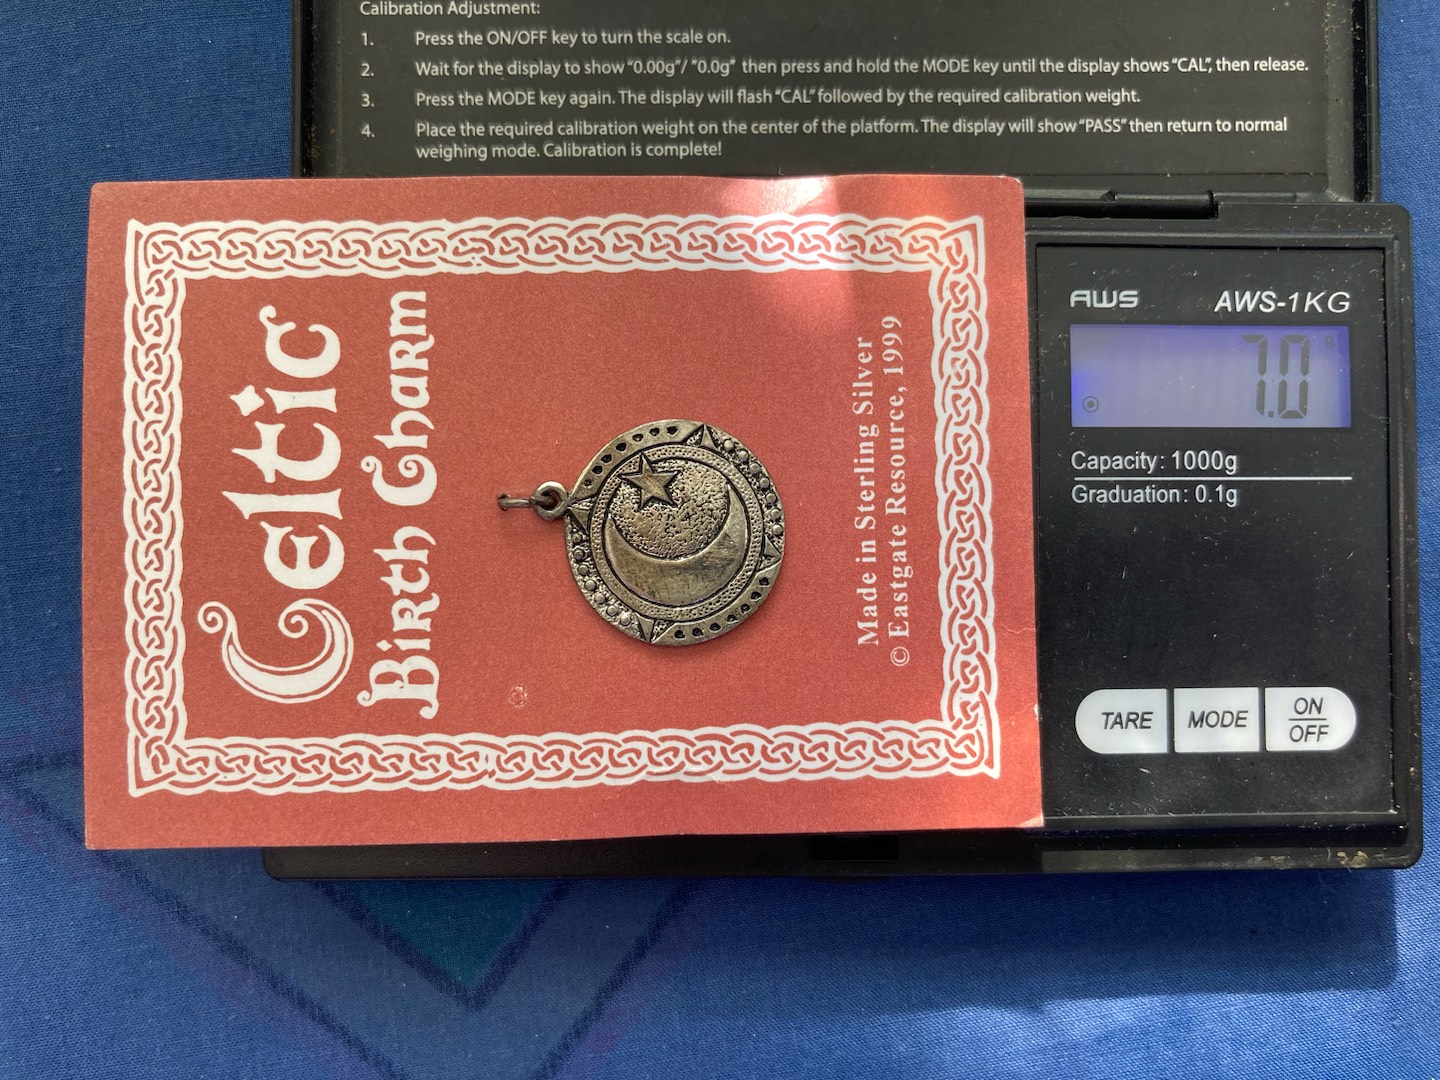 Calibration Adjustment:
1. Press the ON/OFF key to turn the scale on.
2. Wait for the display to show "0.00g"/ "0.0g" then press and hold the MODE key until the display shows "CAL", then release.
3. Press the MODE key again. The display will flash "CAL" followed by the required calibration weight.
4. Place the required calibration weight on the center of the platform. The display will show "PASS" then return to normal
weighing mode. Calibration is complete!
Celtic
Birth Charm
Made in Sterling Silver
© Eastgate Resource, 1999
AWS AWS-1KG
7.0 g
Capacity: 1000g
Graduation: 0.1g
TARE MODE ON
OFF